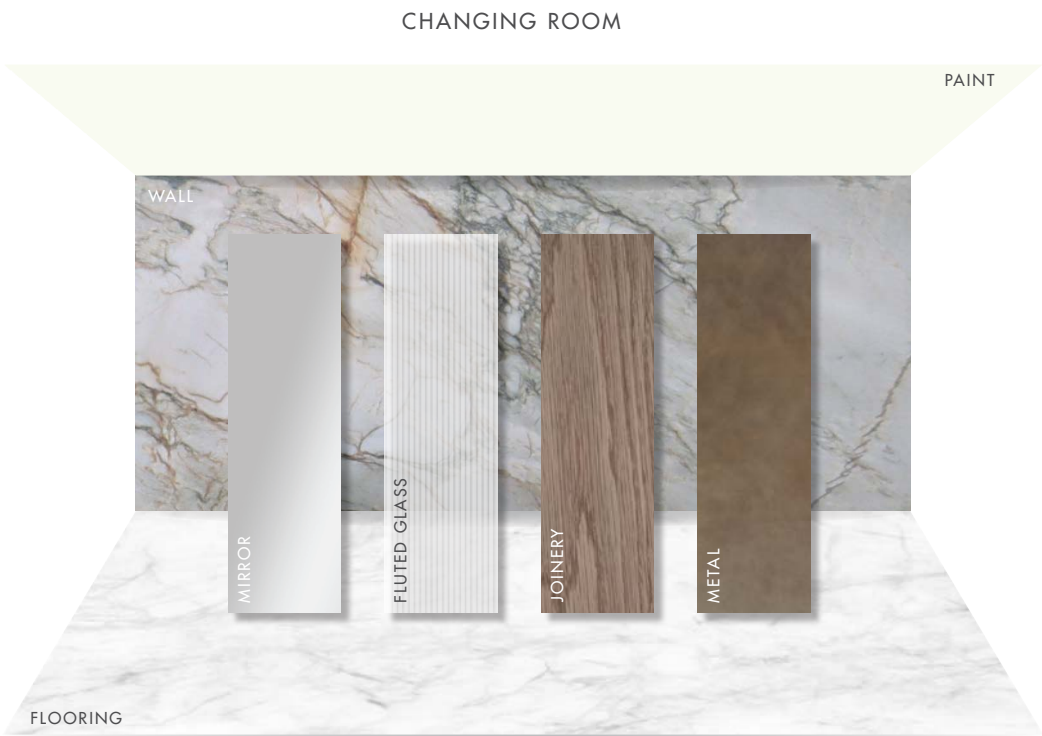 CHANGING ROOM
PAINT
WALL
MIRROR
FLUTED GLASS
JOINERY
METAL
FLOORING